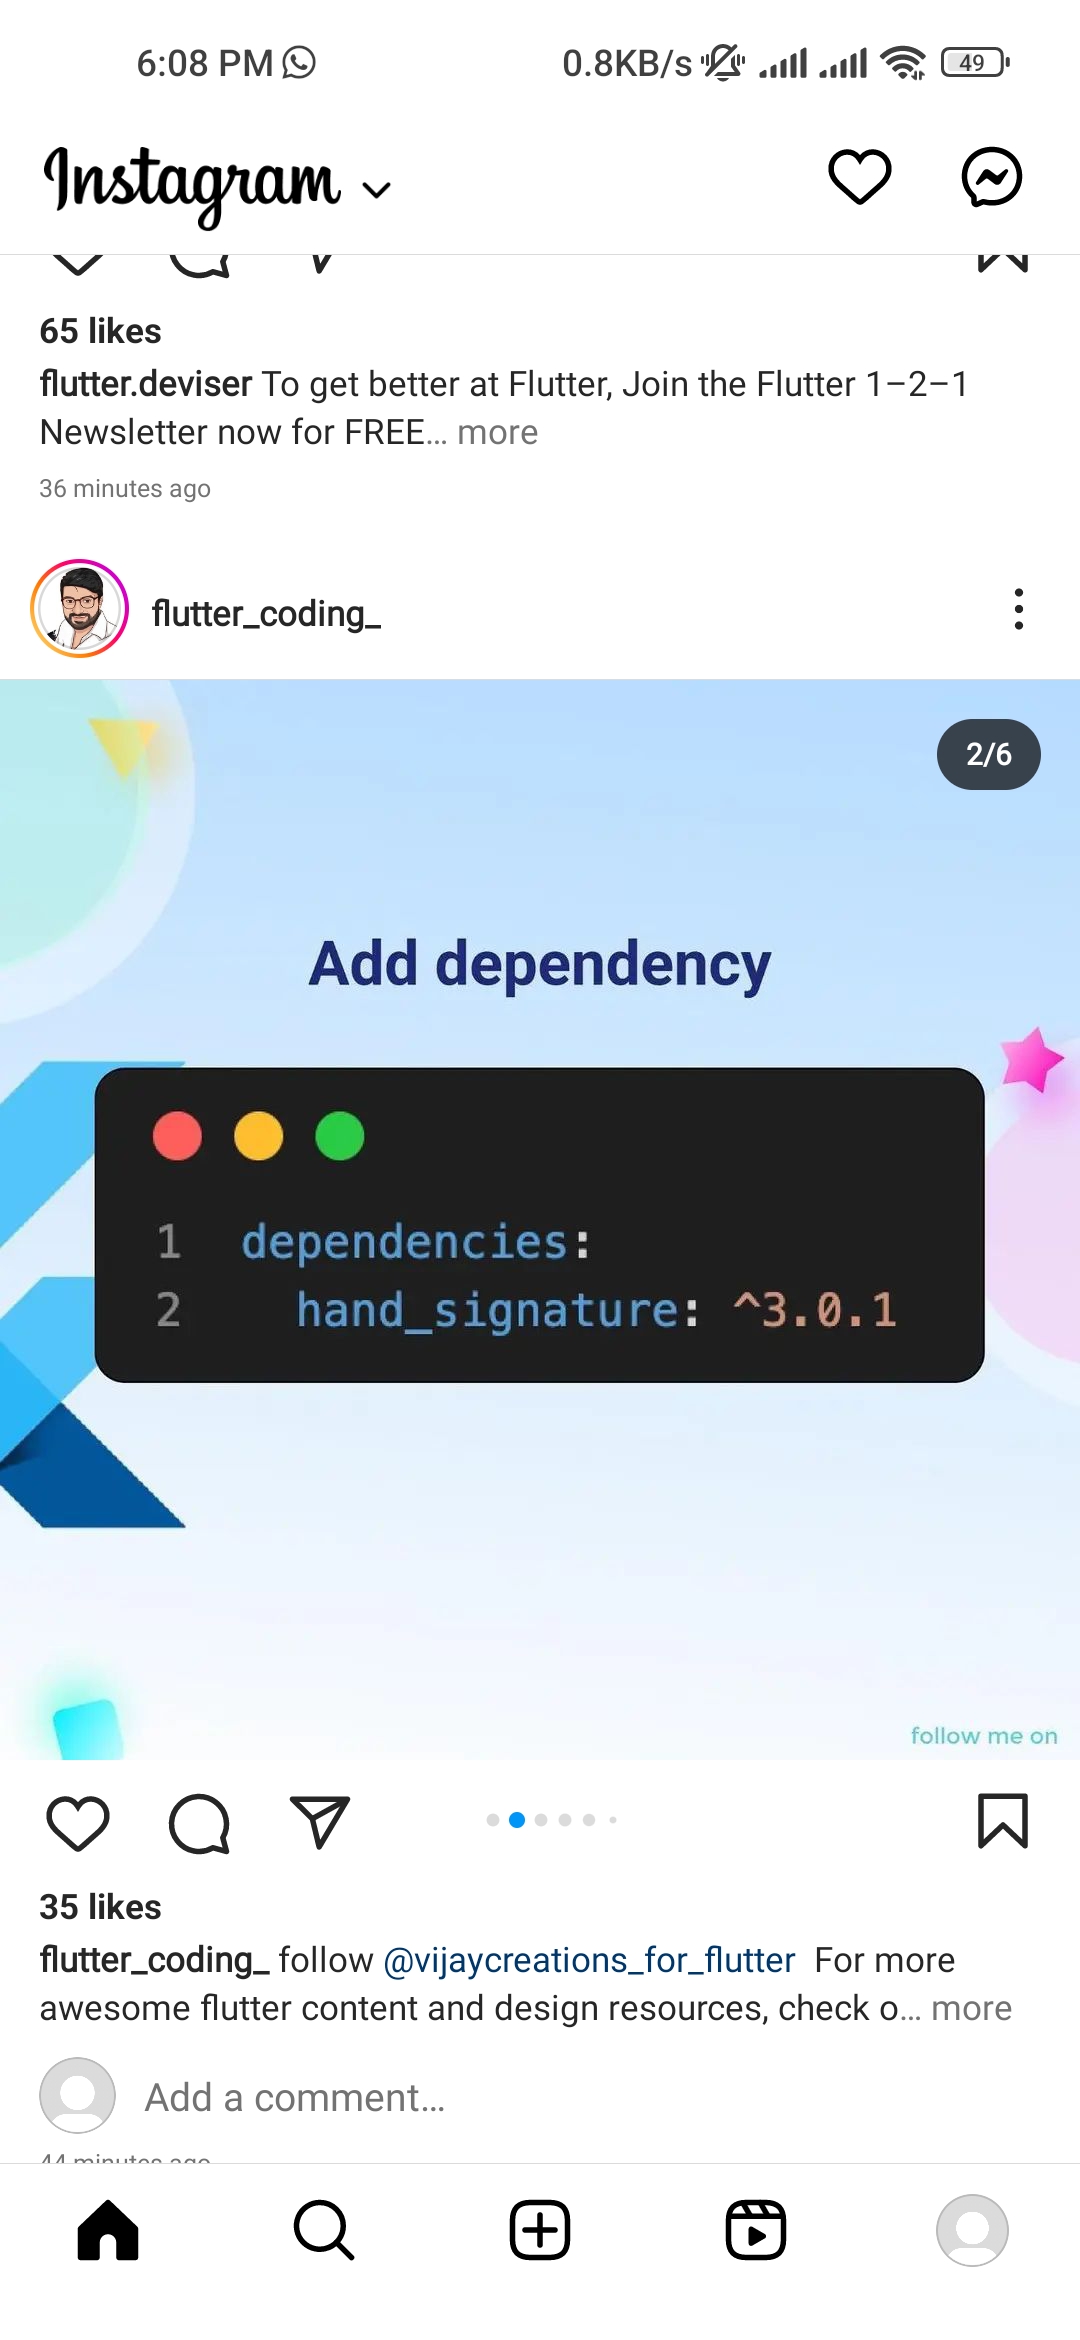 6:08 PM 0.8KB/s 49
Instagram
65 likes
flutter.deviser To get better at Flutter, Join the Flutter 1–2–1
Newsletter now for FREE… more
36 minutes ago
flutter_coding_
2/6
Add dependency
1 dependencies:
2 hand_signature: ^3.0.1
follow me on
35 likes
flutter_coding_ follow @vijaycreations_for_flutter For more
awesome flutter content and design resources, check o… more
Add a comment…
44 minutes ago